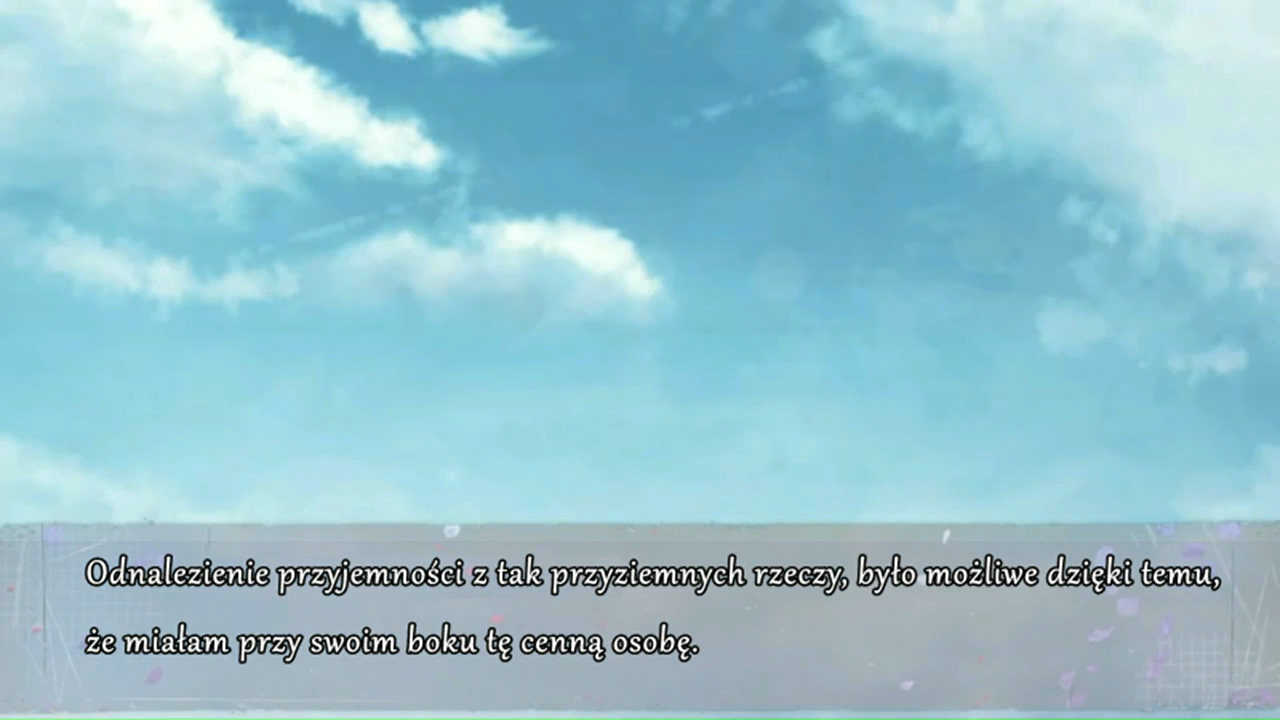 Odnalezienie przyjemności z tak przyziemnych rzeczy, było możliwe dzięki temu,
że miałam przy swoim boku tę cenną osobę.